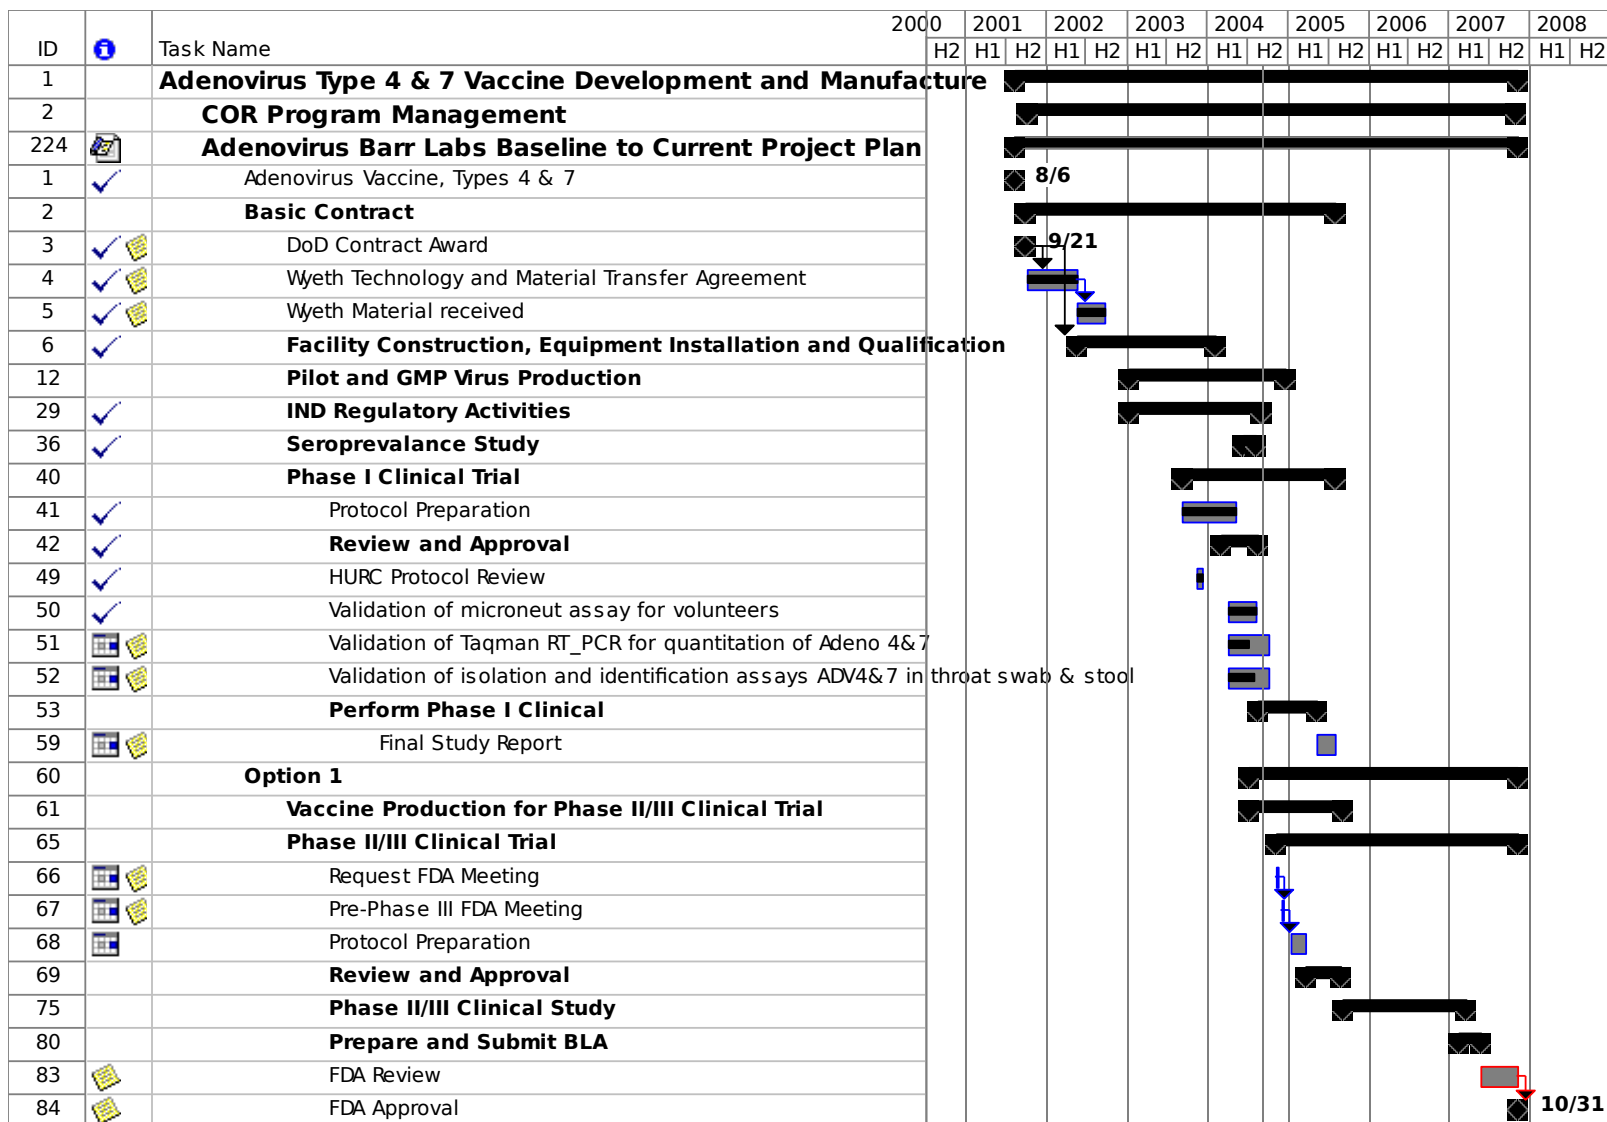 2000 2001 2002 2003 2004 2005 2006 2007 2008
ID Task Name H2 H1 H2 H1 H2 H1 H2 H1 H2 H1 H2 H1 H2 H1 H2 H1 H2
1 Adenovirus Type 4 & 7 Vaccine Development and Manufacture
2 COR Program Management
224 Adenovirus Barr Labs Baseline to Current Project Plan
1 Adenovirus Vaccine, Types 4 & 7 8/6
2 Basic Contract
3 DoD Contract Award 9/21
4 Wyeth Technology and Material Transfer Agreement
5 Wyeth Material received
6 Facility Construction, Equipment Installation and Qualification
12 Pilot and GMP Virus Production
29 IND Regulatory Activities
36 Seroprevalance Study
40 Phase I Clinical Trial
41 Protocol Preparation
42 Review and Approval
49 HURC Protocol Review
50 Validation of microneut assay for volunteers
51 Validation of Taqman RT_PCR for quantitation of Adeno 4&7
52 Validation of isolation and identification assays ADV4&7 in throat swab & stool
53 Perform Phase I Clinical
59 Final Study Report
60 Option 1
61 Vaccine Production for Phase II/III Clinical Trial
65 Phase II/III Clinical Trial
66 Request FDA Meeting
67 Pre-Phase III FDA Meeting
68 Protocol Preparation
69 Review and Approval
75 Phase II/III Clinical Study
80 Prepare and Submit BLA
83 FDA Review
84 FDA Approval 10/31